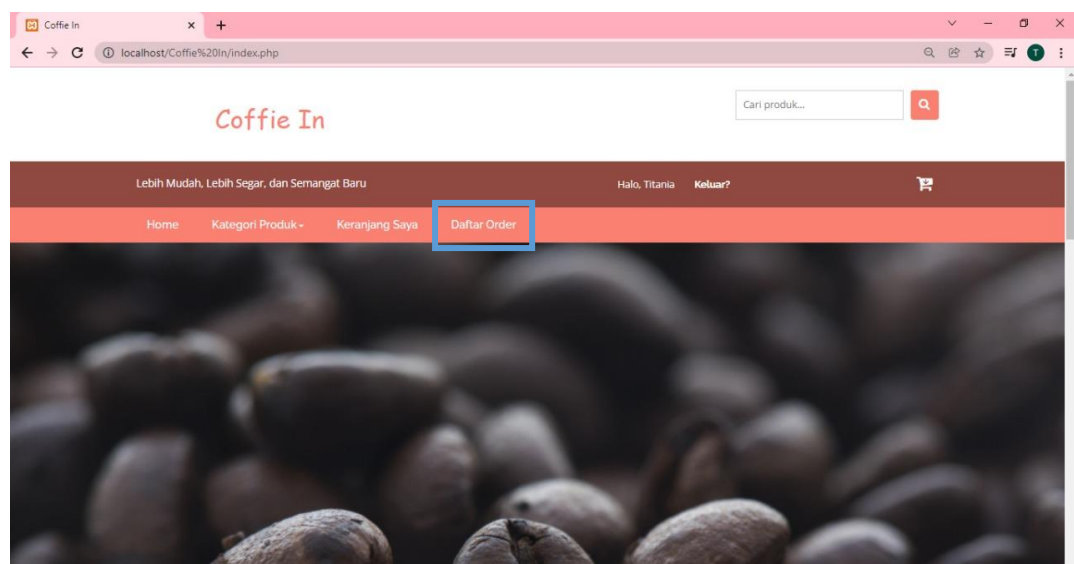 Coffie In
localhost/Coffie%20In/index.php
T
Coffie In
Cari produk...
Lebih Mudah, Lebih Segar, dan Semangat Baru
Halo, Titania Keluar?
Home Kategori Produk Keranjang Saya Daftar Order